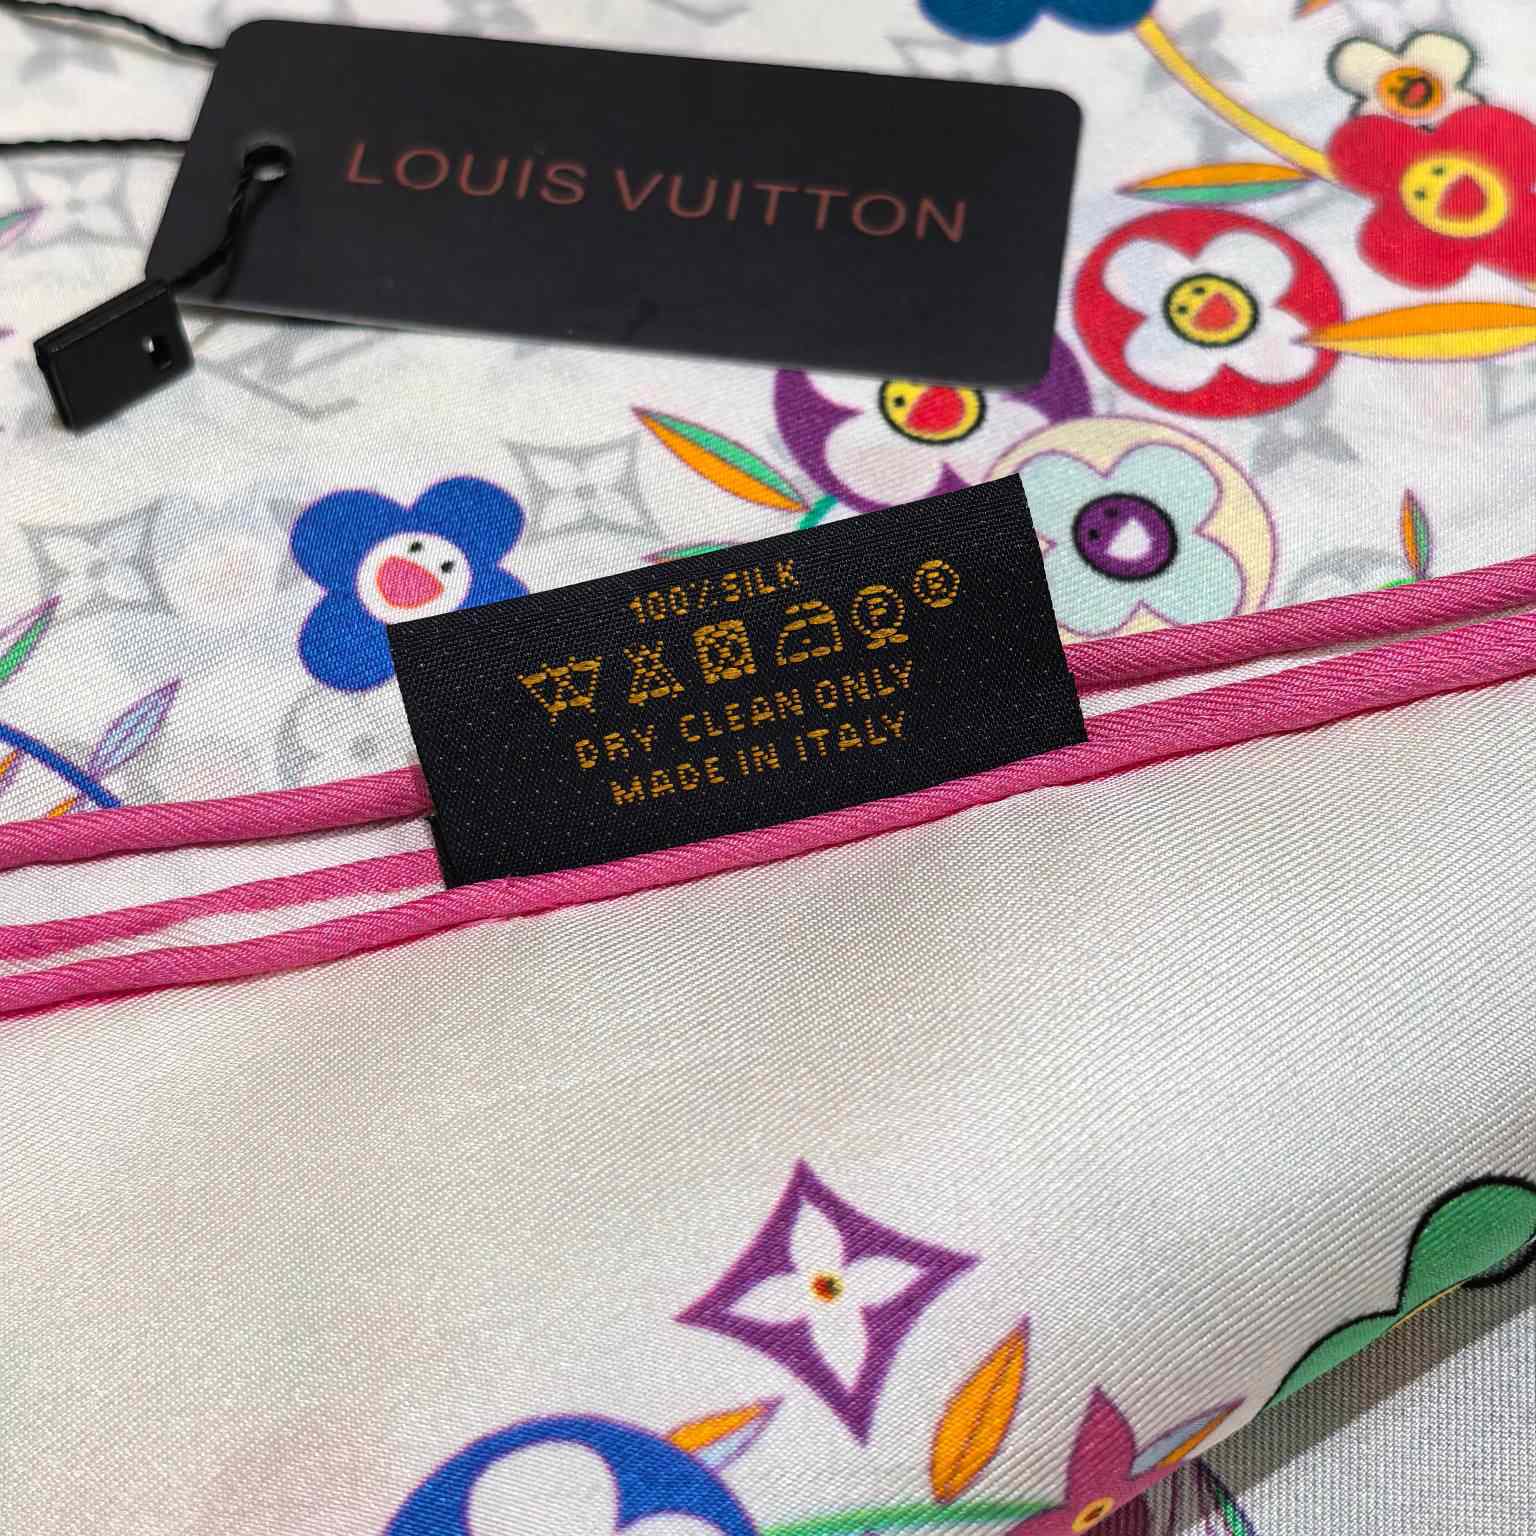 LOUIS VUITTON
100% SILK
P E
DRY CLEAN ONLY
MADE IN ITALY